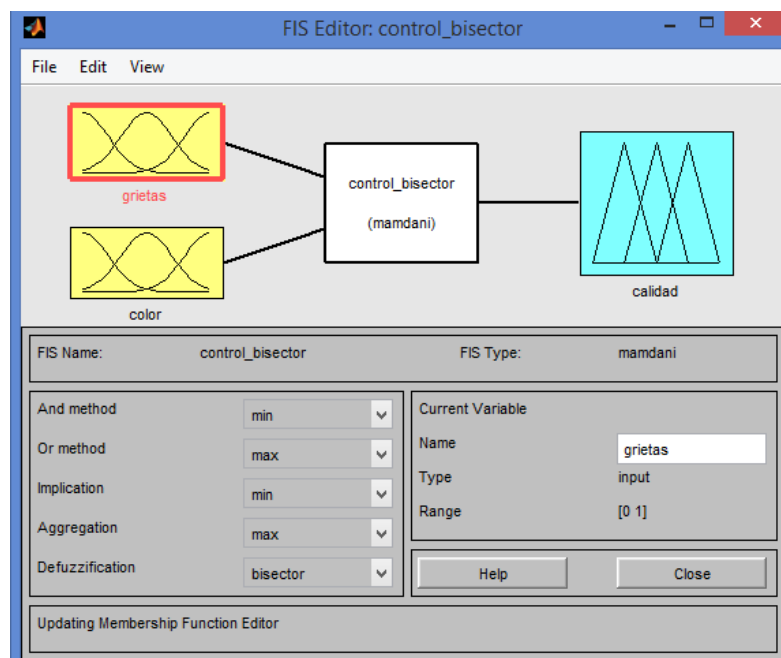 FIS Editor: control_bisector
File Edit View
grietas
color
control_bisector
(mamdani)
calidad
FIS Name: control_bisector FIS Type: mamdani
And method min
Or method max
Implication min
Aggregation max
Defuzzification bisector
Current Variable
Name grietas
Type input
Range [0 1]
Help Close
Updating Membership Function Editor